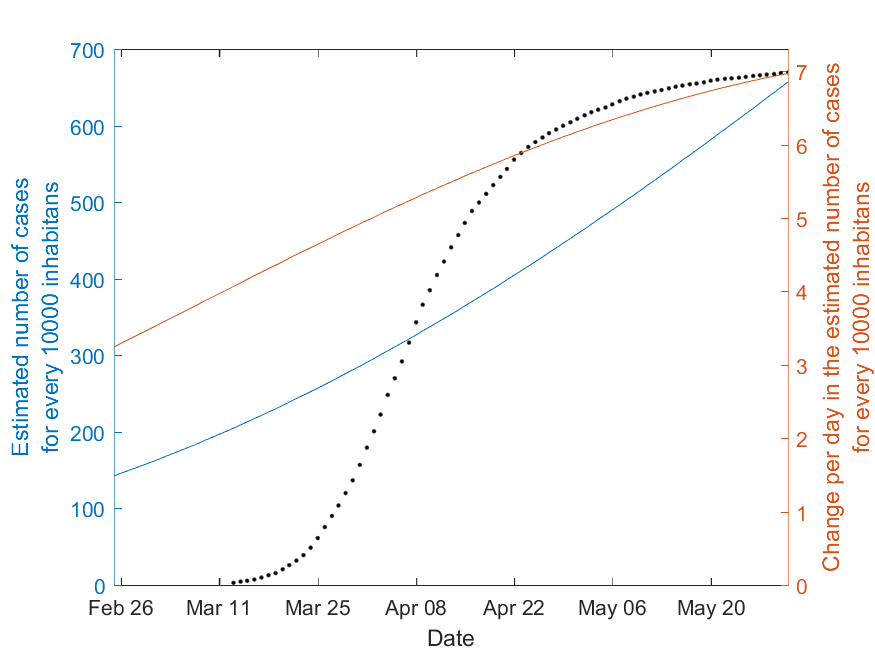 700
600
500
400
300
200
100
0
Estimated number of cases
for every 10000 inhabitans
7
6
5
4
3
2
1
0
Change per day in the estimated number of cases
for every 10000 inhabitans
Feb 26 Mar 11 Mar 25 Apr 08 Apr 22 May 06 May 20
Date